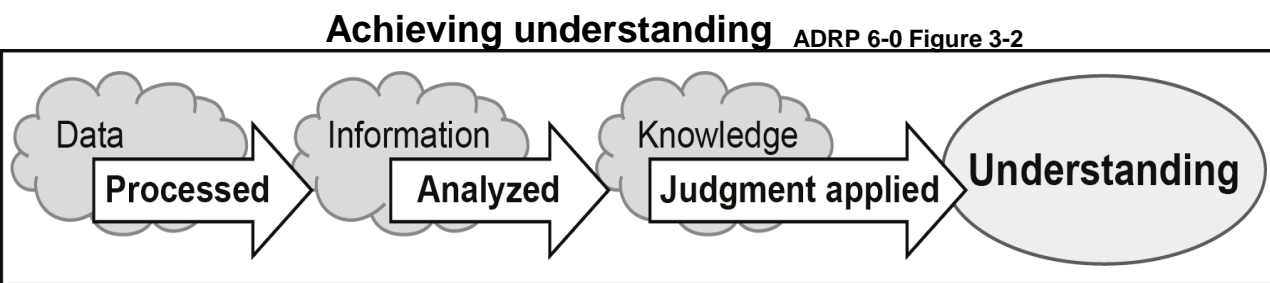 Achieving understanding ADRP 6-0 Figure 3-2
Data
Processed
Information
Analyzed
Knowledge
Judgment applied
Understanding